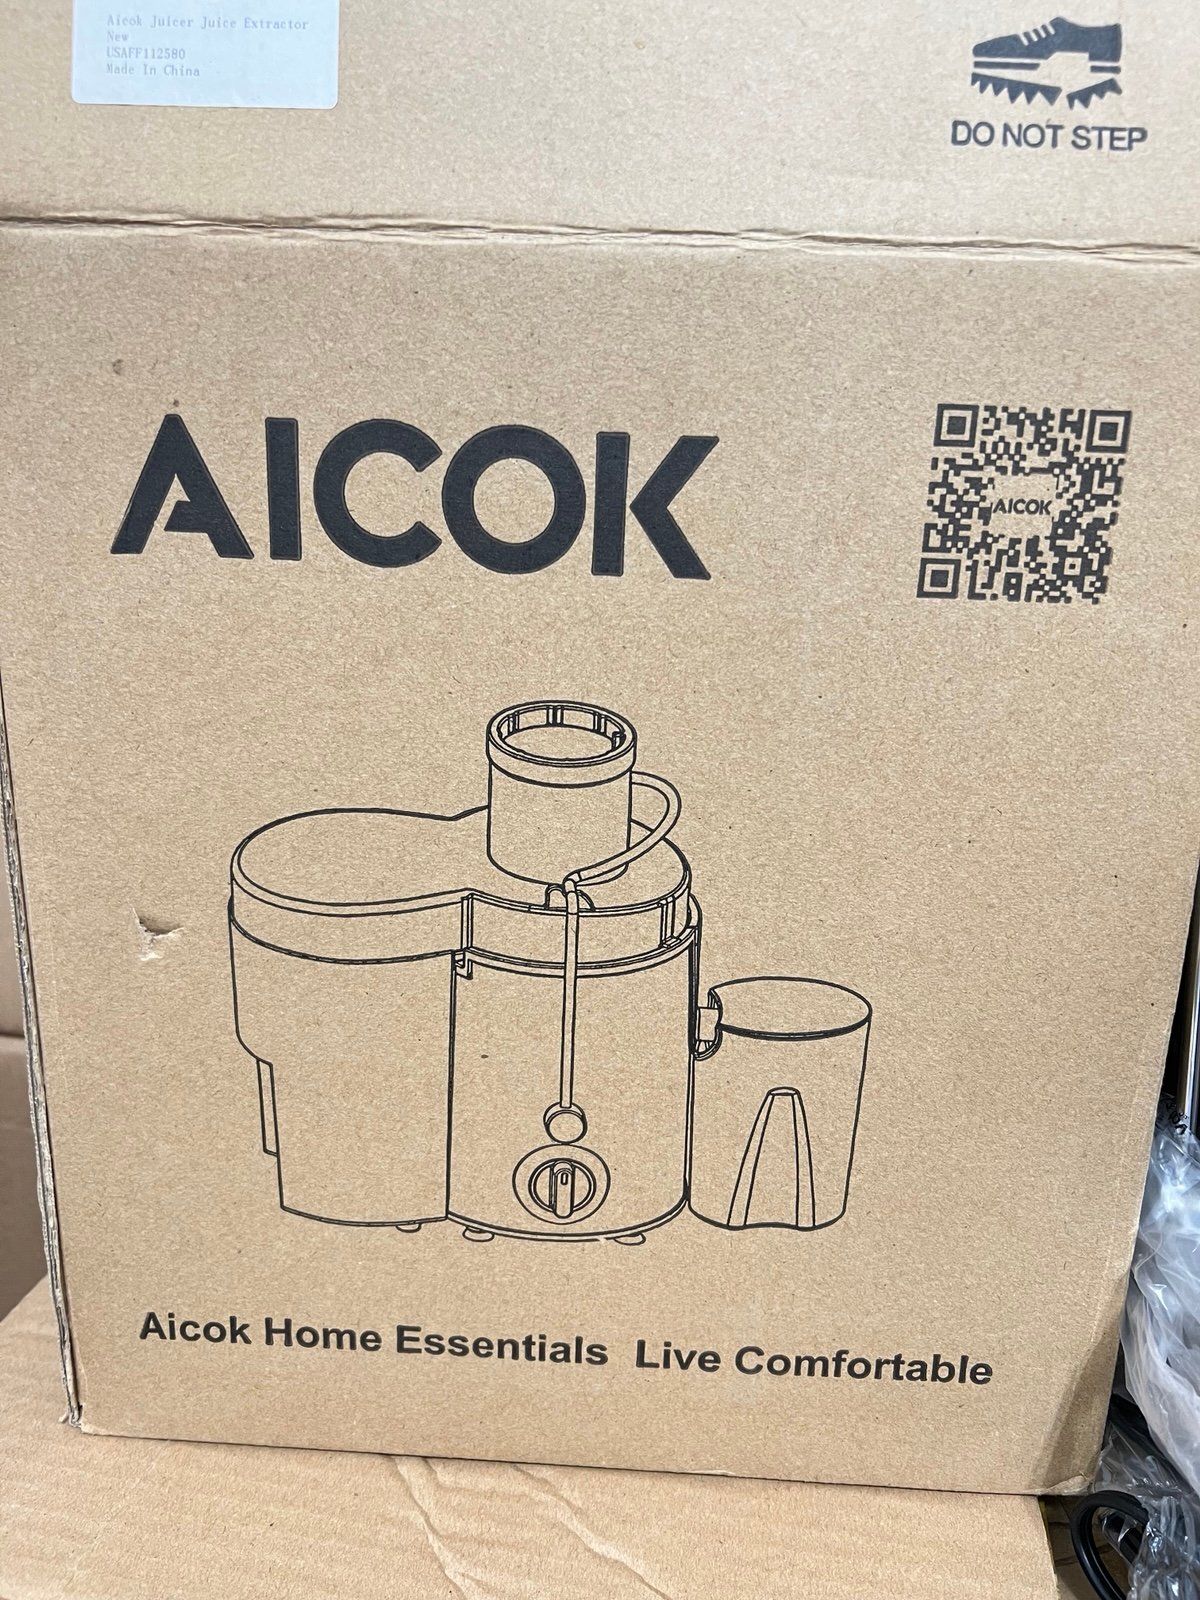 Aicok Juicer Juice Extractor
New
USAFF112580
Made In China
DO NOT STEP
AICOK
AICOK
Aicok Home Essentials Live Comfortable